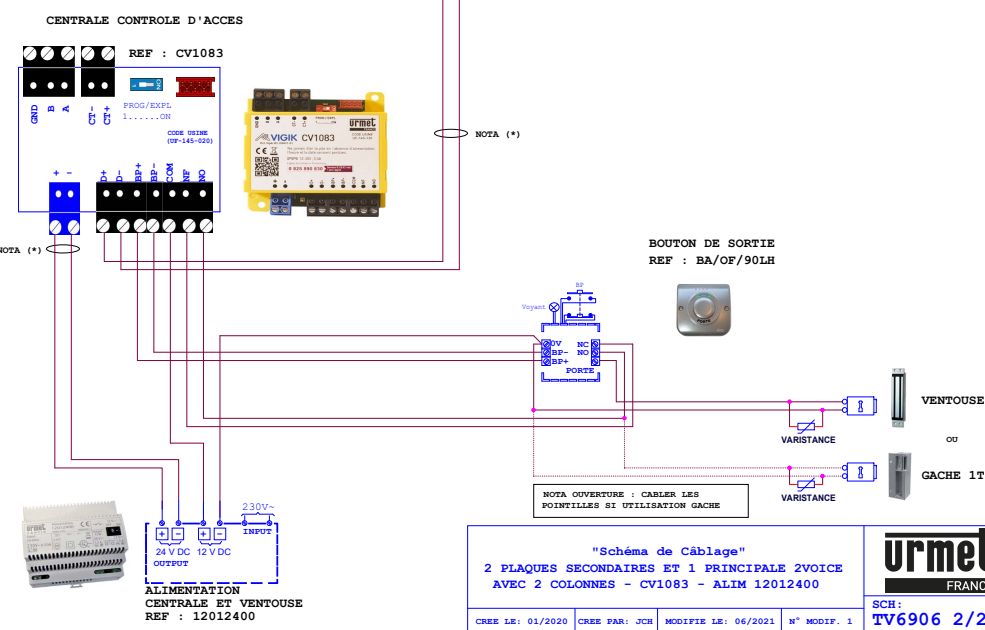 CENTRALE CONTROLE D'ACCES
REF : CV1083
GND
B
A
CT-
CT+
PROG/EXPL
1......ON
CODE USINE
(UF-145-020)
+
-
D+
D-
BP+
BP-
COM
NF
NO
NOTA (*)
NOTA (*)
urmet
VIGIK CV1083
0 825 890 830
BOUTON DE SORTIE
REF : BA/OF/90LH
BP
Voyant
0V
BP-
BP+
NC
NO
PORTE
VENTOUSE
VARISTANCE
OU
GACHE 1T
VARISTANCE
NOTA OUVERTURE : CABLER LES
POINTILLES SI UTILISATION GACHE
urmet
230V~
INPUT
+ - + -
24 V DC 12 V DC
OUTPUT
ALIMENTATION
CENTRALE ET VENTOUSE
REF : 12012400
"Schéma de Câblage"
2 PLAQUES SECONDAIRES ET 1 PRINCIPALE 2VOICE
AVEC 2 COLONNES - CV1083 - ALIM 12012400
CREE LE: 01/2020
CREE PAR: JCH
MODIFIE LE: 06/2021
N° MODIF. 1
urmet
FRANC
SCH:
TV6906 2/2